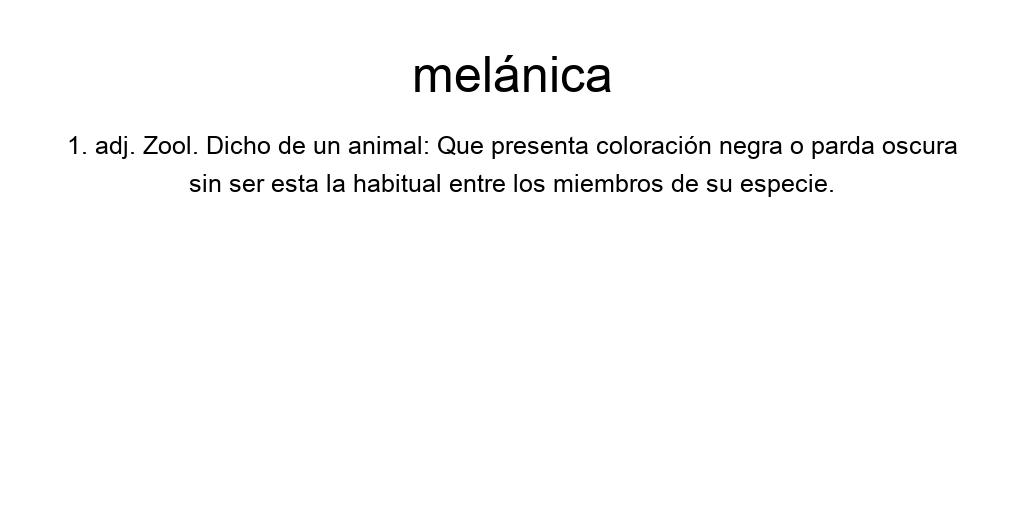 melánica
1. adj. Zool. Dicho de un animal: Que presenta coloración negra o parda oscura
sin ser esta la habitual entre los miembros de su especie.